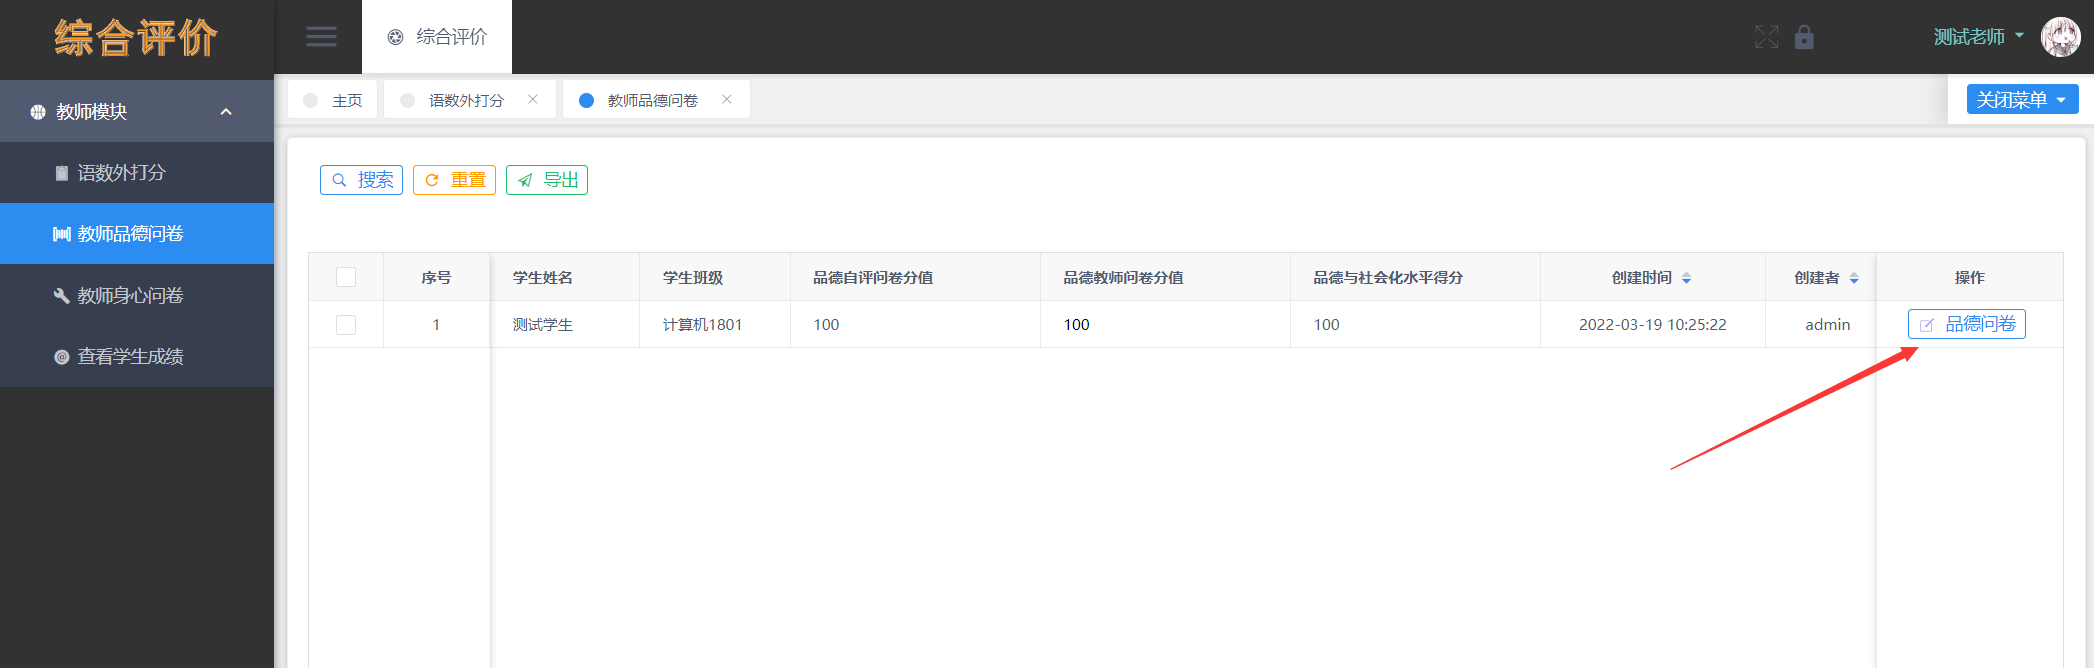 综合评价
综合评价
测试老师
教师模块
语数外打分
教师品德问卷
教师身心问卷
查看学生成绩
主页
语数外打分
教师品德问卷
关闭菜单
搜索
重置
导出
序号 学生姓名 学生班级 品德自评问卷分值 品德教师问卷分值 品德与社会化水平得分 创建时间 创建者 操作
1 测试学生 计算机1801 100 100 100 2022-03-19 10:25:22 admin 品德问卷